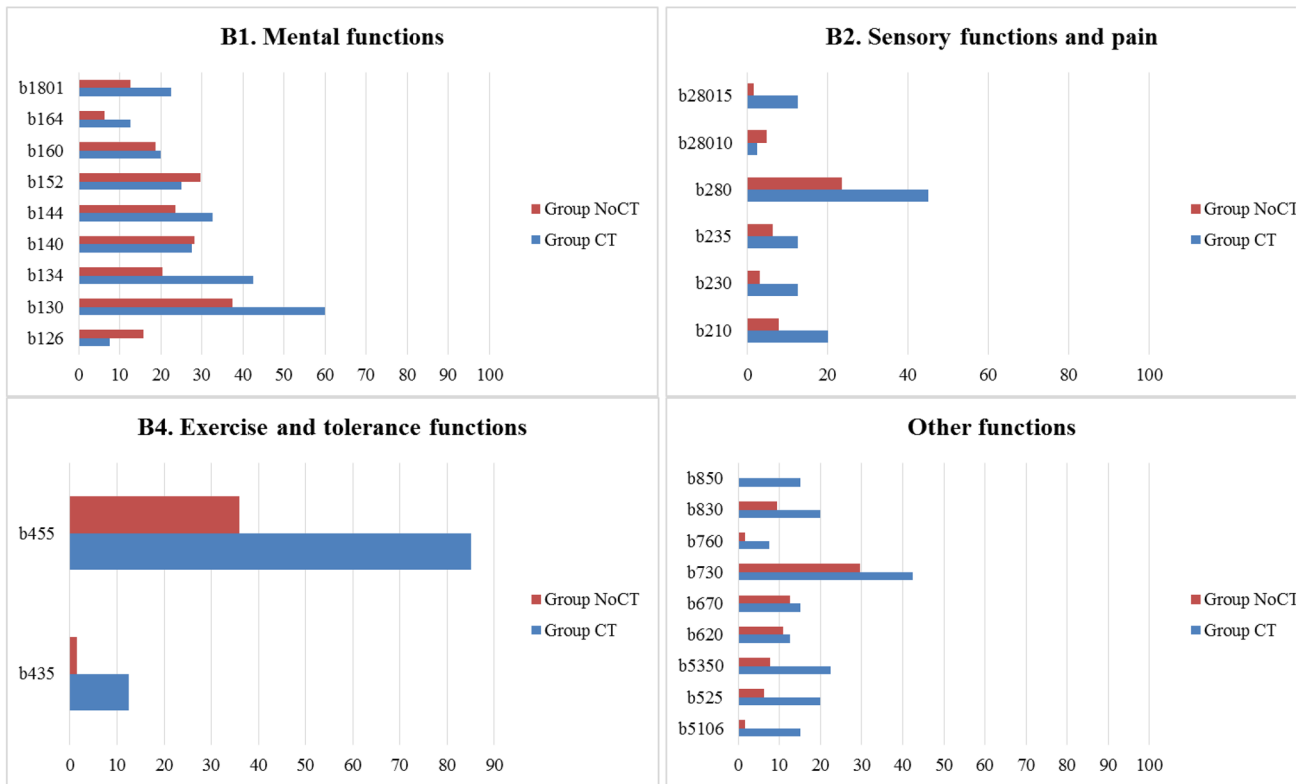 B1. Mental functions
b1801
b164
b160
b152
b144
b140
b134
b130
b126
0 10 20 30 40 50 60 70 80 90 100
Group NoCT
Group CT
B2. Sensory functions and pain
b28015
b28010
b280
b235
b230
b210
0 20 40 60 80 100
Group NoCT
Group CT
B4. Exercise and tolerance functions
b455
b435
0 10 20 30 40 50 60 70 80 90
Group NoCT
Group CT
Other functions
b850
b830
b760
b730
b670
b620
b5350
b525
b5106
0 10 20 30 40 50 60 70 80 90 100
Group NoCT
Group CT